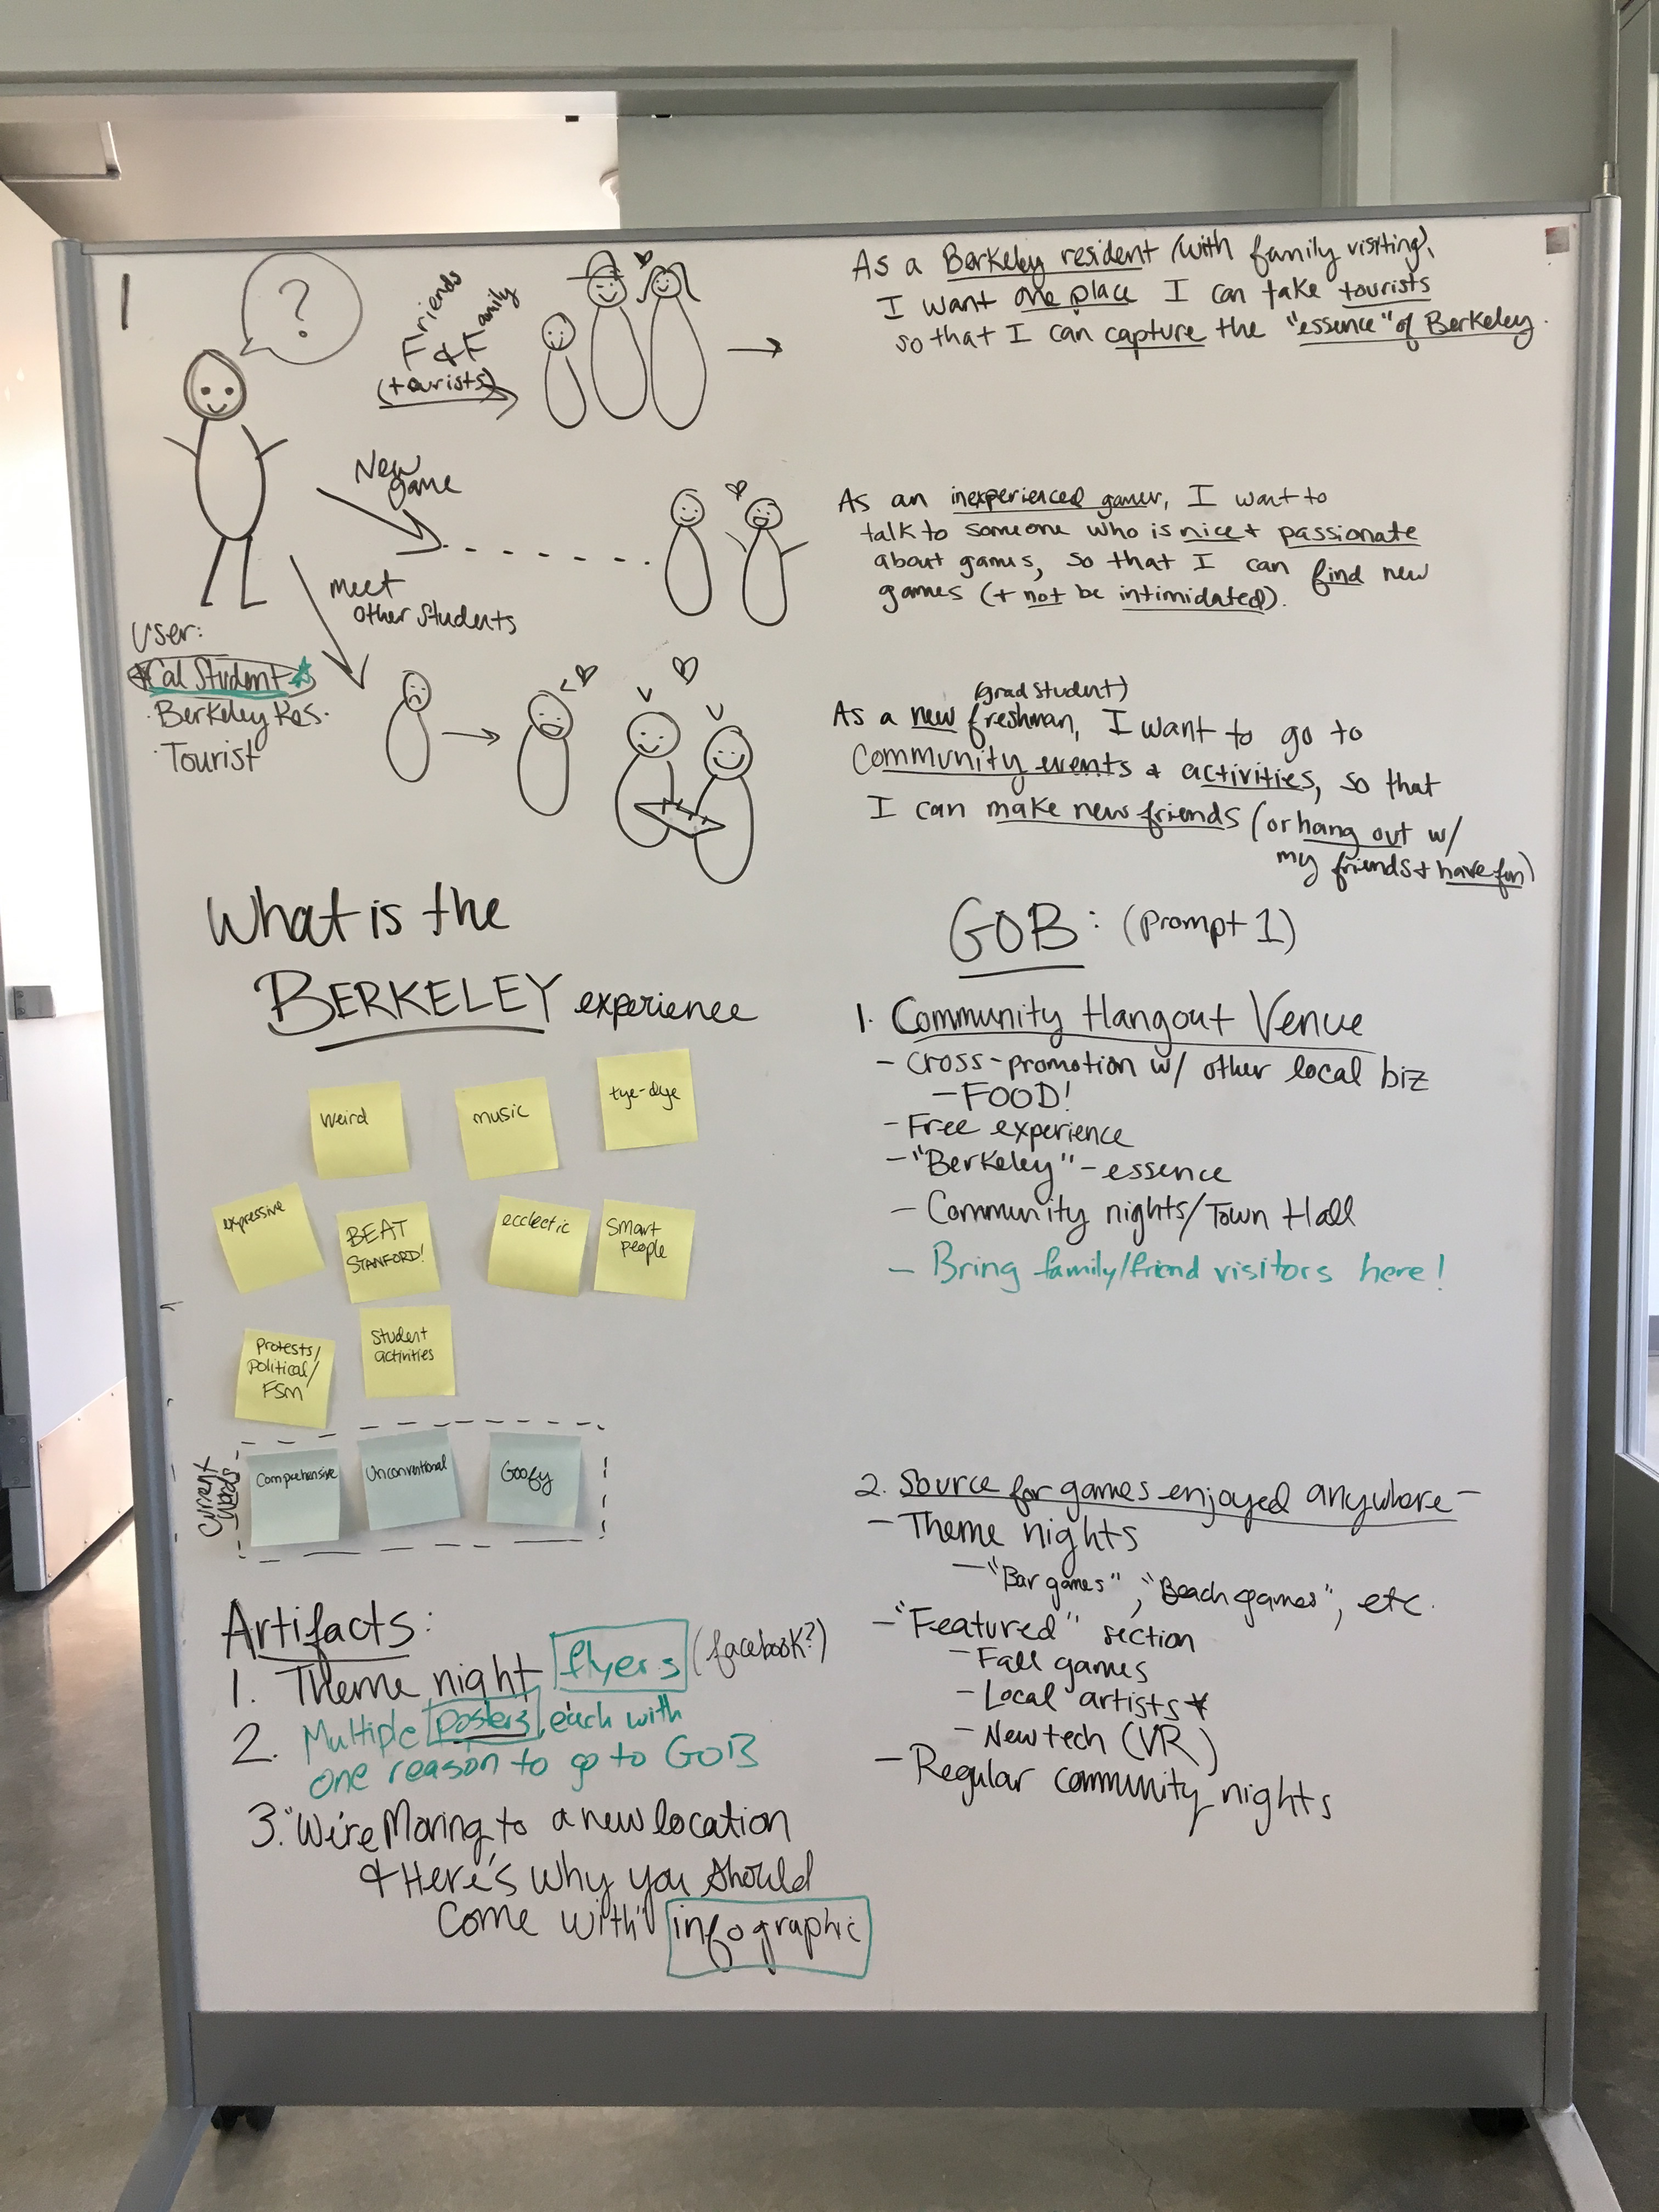 1
?
Friends
& Family
(tourists)
As a Berkeley resident (with family visiting),
I want one place I can take tourists
so that I can capture the "essence" of Berkeley.
New
game
As an inexperienced gamer, I want to
talk to someone who is nice + passionate
about games, so that I can find new
games (+ not be intimidated).
meet
other students
User:
Cal Student
· Berkeley Res.
· Tourist
(grad student)
As a new freshman, I want to go to
Community events & activities, so that
I can make new friends (or hang out w/
my friends + have fun)
What is the
BERKELEY experience
weird
music
tye-dye
expressive
BEAT
STANFORD!
ecclectic
Smart
people
Protests/
political/
FSM
Student
activities
Current
Words
Comprehensive
Unconventional
Goofy
Artifacts:
1. Theme night flyers (facebook?)
2. Multiple posters, each with
one reason to go to GOB
3. "We're Moving to a new location
& Here's why you should
Come with" infographic
GOB: (Prompt 1)
1. Community Hangout Venue
- Cross-promotion w/ other local biz
- FOOD!
- Free experience
- "Berkeley" - essence
- Community nights/Town Hall
- Bring family/friend visitors here!
2. Source for games enjoyed anywhere -
- Theme nights
- "Bar games", "Beach games", etc.
- "Featured" section
- Fall games
- Local artists *
- New tech (VR)
- Regular community nights